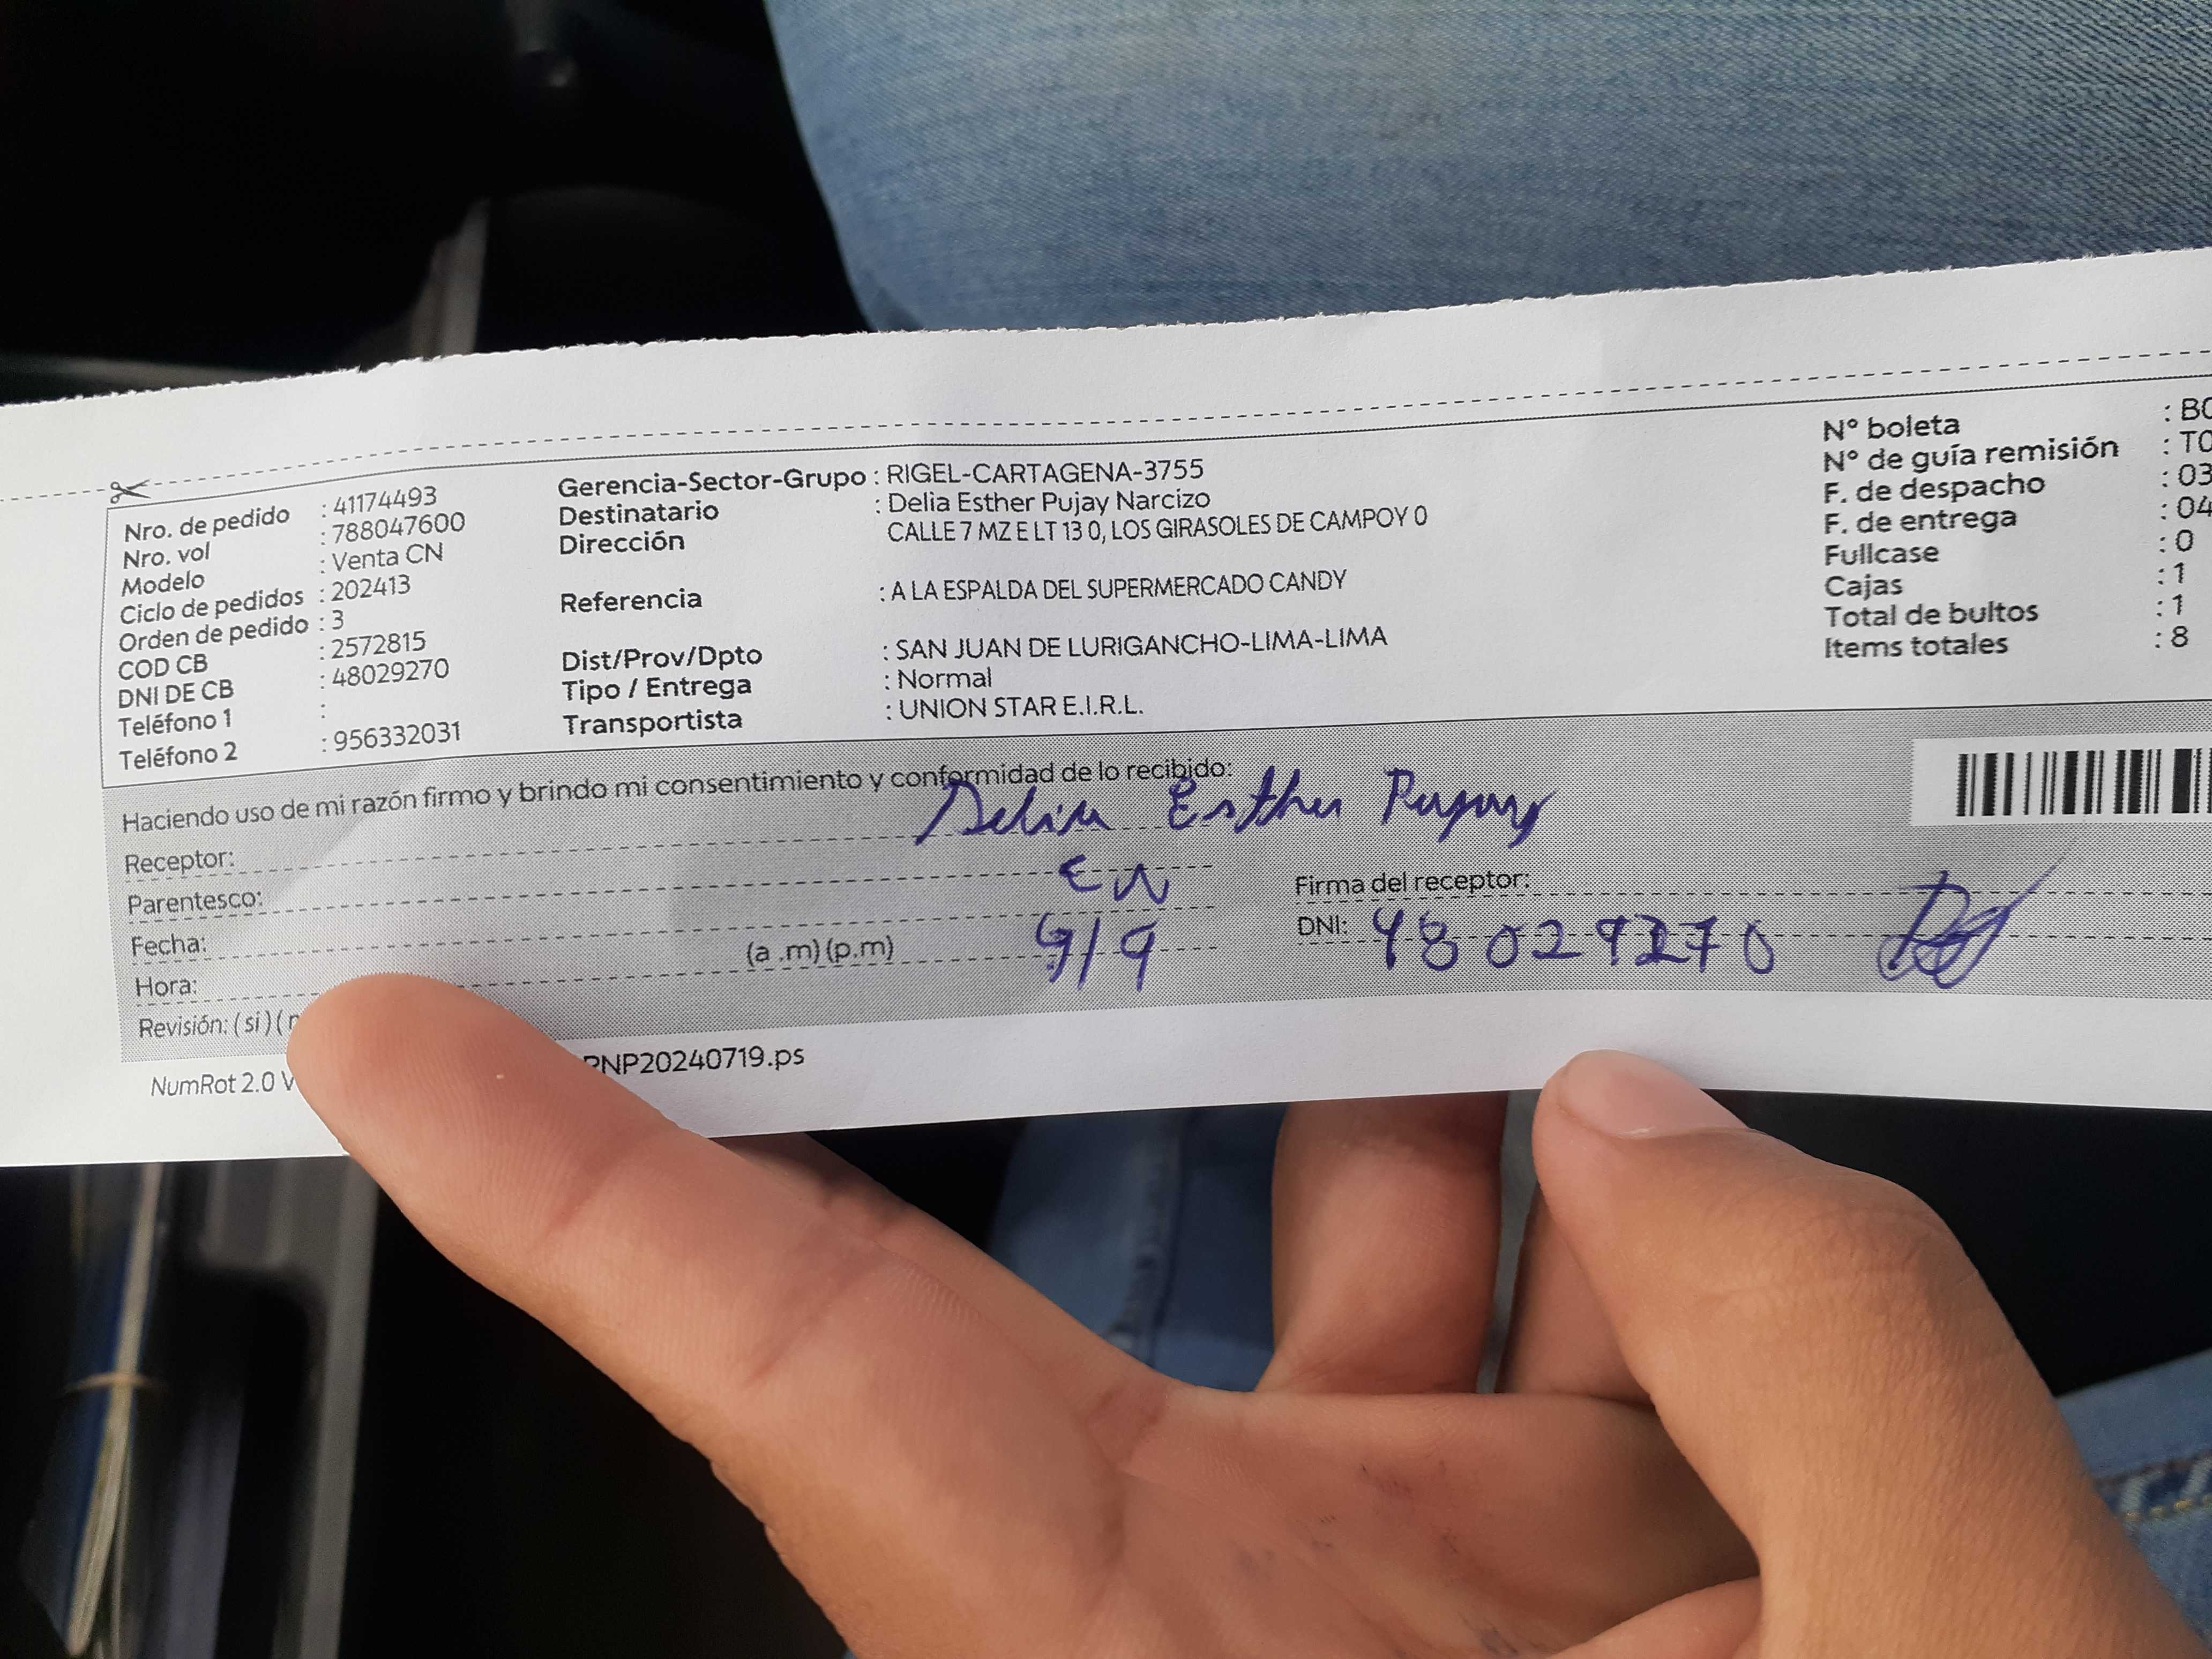 Nro. de pedido : 41174493
Nro. vol : 788047600
Modelo : Venta CN
Ciclo de pedidos : 202413
Orden de pedido : 3
COD CB : 2572815
DNI DE CB : 48029270
Teléfono 1 :
Teléfono 2 : 956332031
Gerencia-Sector-Grupo : RIGEL-CARTAGENA-3755
Destinatario : Delia Esther Pujay Narcizo
Dirección CALLE 7 MZ E LT 13 0, LOS GIRASOLES DE CAMPOY 0
Referencia : A LA ESPALDA DEL SUPERMERCADO CANDY
Dist/Prov/Dpto : SAN JUAN DE LURIGANCHO-LIMA-LIMA
Tipo / Entrega : Normal
Transportista : UNION STAR E.I.R.L.
N° boleta : B0
N° de guía remisión : T0
F. de despacho : 03
F. de entrega : 04
Fullcase : 0
Cajas : 1
Total de bultos : 1
Items totales : 8
Haciendo uso de mi razón firmo y brindo mi consentimiento y conformidad de lo recibido:
Receptor: Delia Esther Pujay
Parentesco:
Fecha:
Hora: (a .m) (p.m)
Revisión: ( si ) (
Firma del receptor:
DNI: 48029270
NumRot 2.0 V
PNP20240719.ps